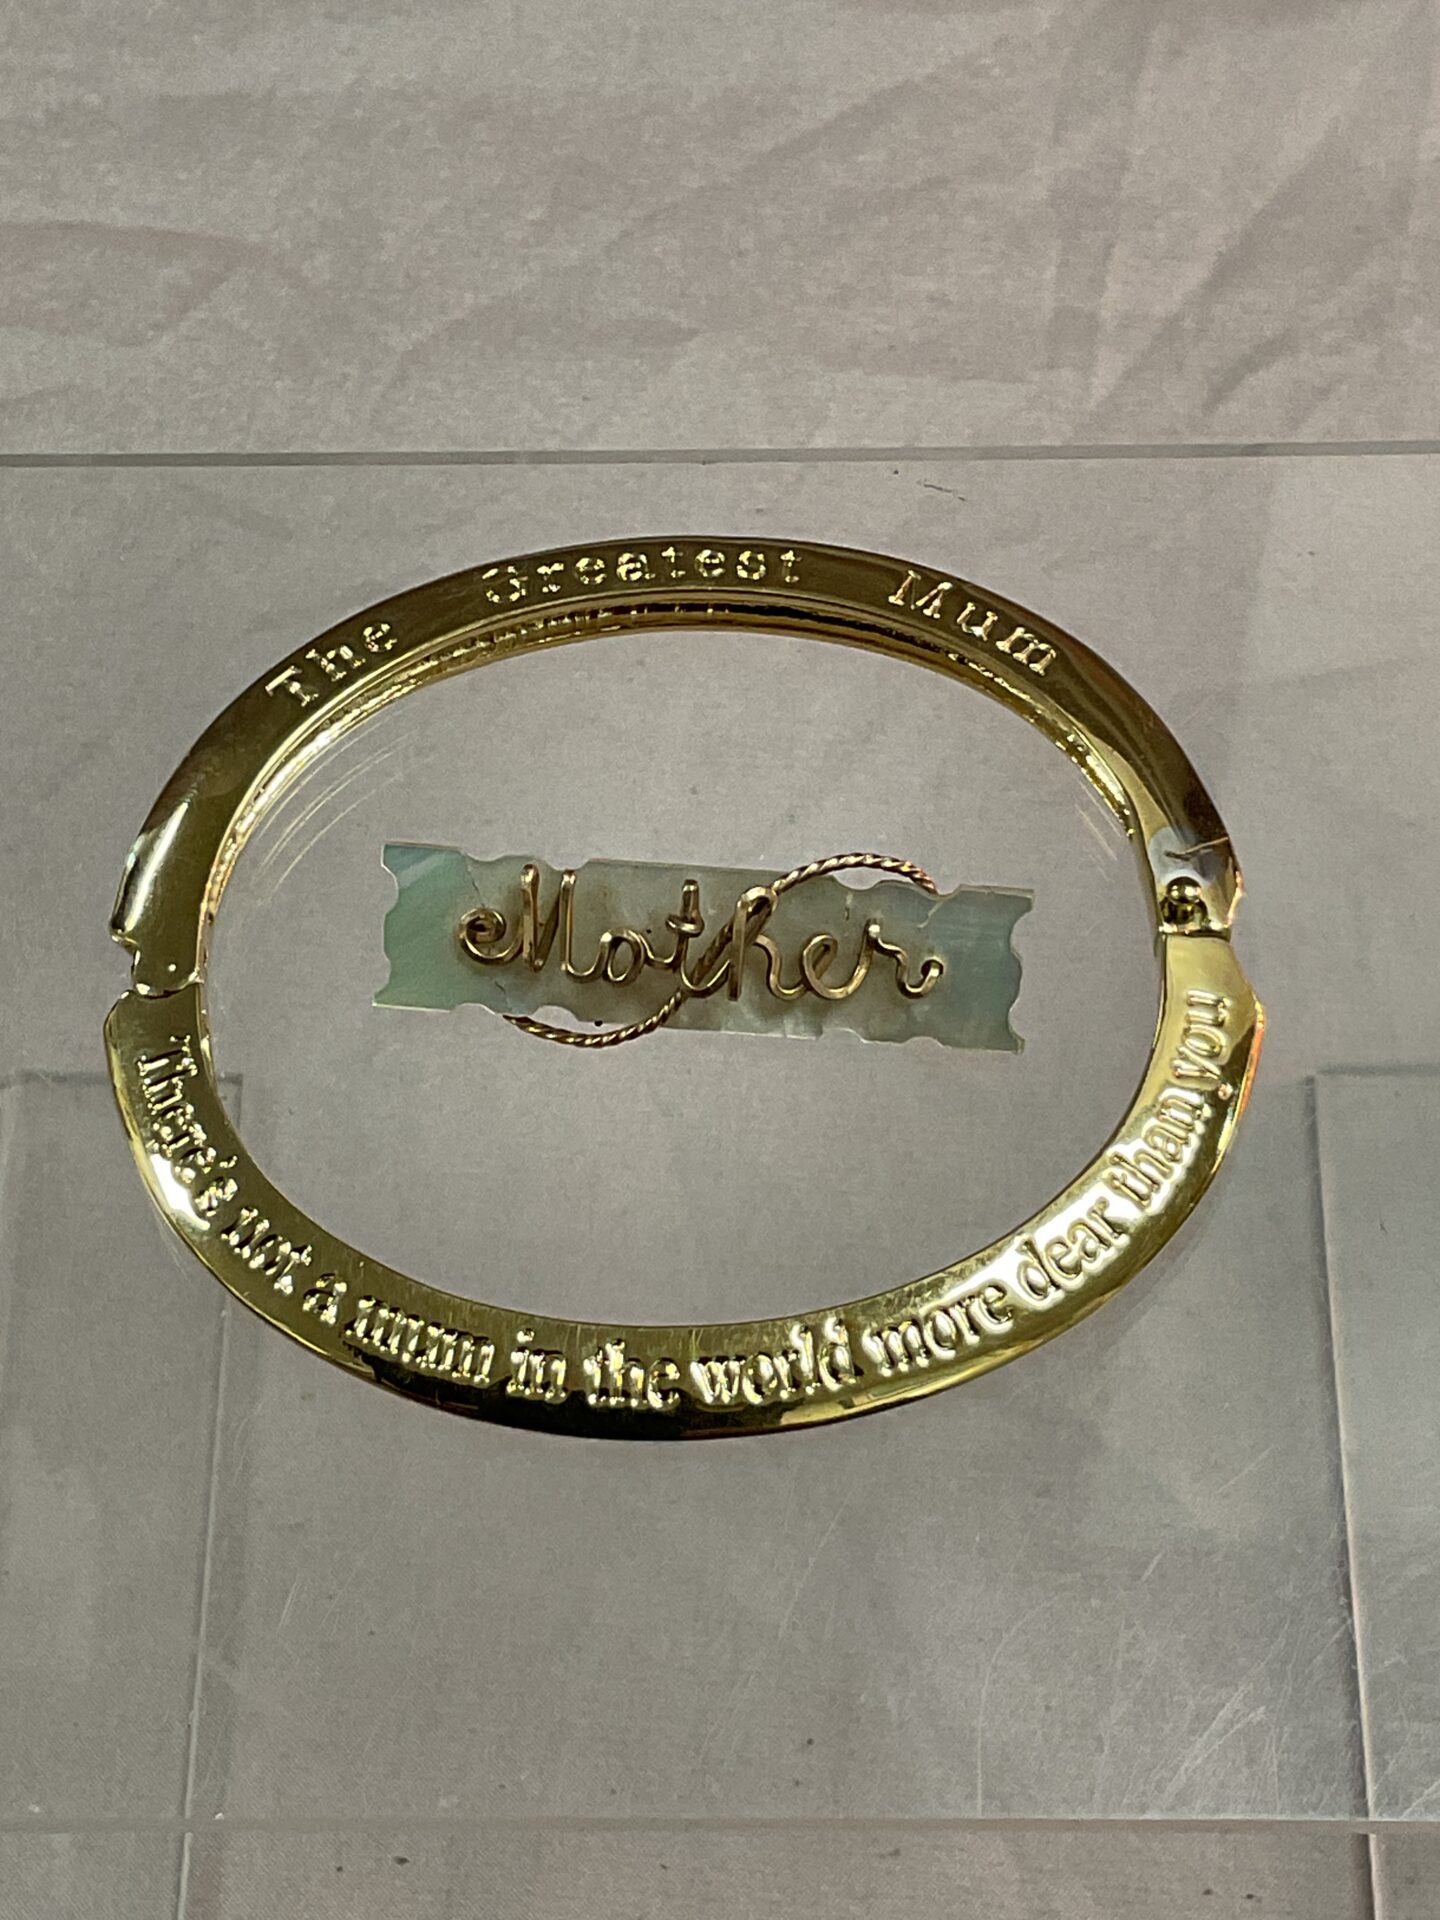 The Greatest Mum
Mother
There's not a mum in the world more dear than you